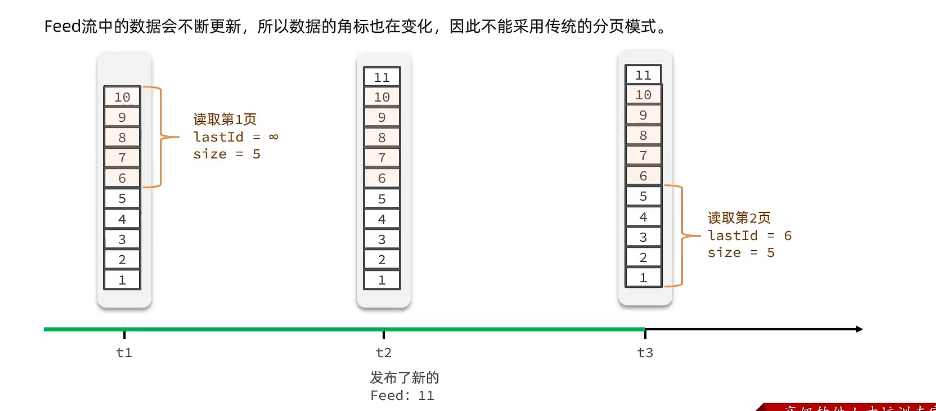 Feed流中的数据会不断更新，所以数据的角标也在变化，因此不能采用传统的分页模式。
10
9
8
7
6
5
4
3
2
1
读取第1页
lastId = ∞
size = 5
11
10
9
8
7
6
5
4
3
2
1
11
10
9
8
7
6
5
4
3
2
1
读取第2页
lastId = 6
size = 5
t1
t2
t3
发布了新的
Feed：11